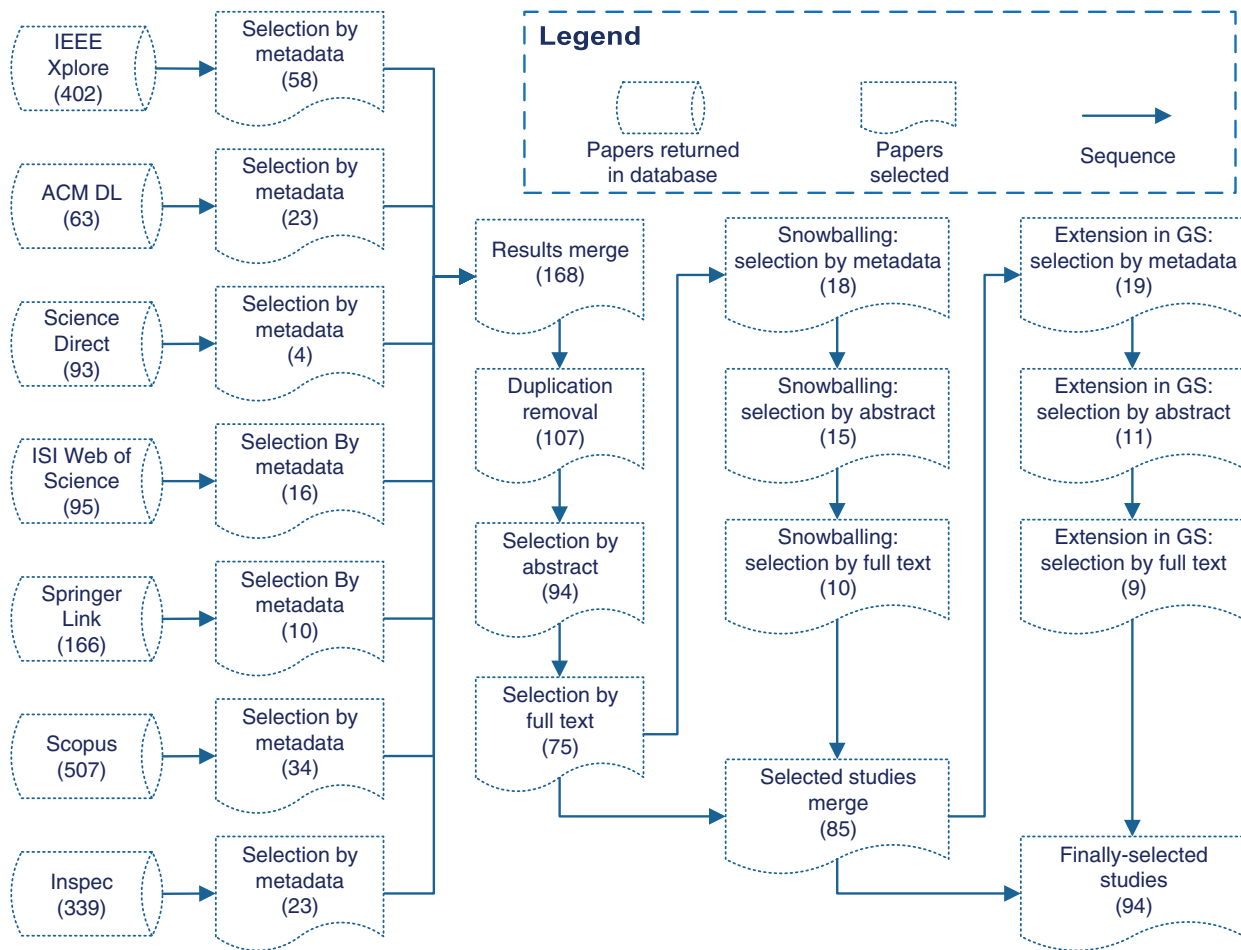 IEEE
Xplore
(402)
Selection by
metadata
(58)
ACM DL
(63)
Selection by
metadata
(23)
Science
Direct
(93)
Selection by
metadata
(4)
ISI Web of
Science
(95)
Selection By
metadata
(16)
Springer
Link
(166)
Selection By
metadata
(10)
Scopus
(507)
Selection by
metadata
(34)
Inspec
(339)
Selection by
metadata
(23)
Legend
Papers returned
in database
Papers
selected
Sequence
Results merge
(168)
Duplication
removal
(107)
Selection by
abstract
(94)
Selection by
full text
(75)
Snowballing:
selection by metadata
(18)
Snowballing:
selection by abstract
(15)
Snowballing:
selection by full text
(10)
Selected studies
merge
(85)
Extension in GS:
selection by metadata
(19)
Extension in GS:
selection by abstract
(11)
Extension in GS:
selection by full text
(9)
Finally-selected
studies
(94)